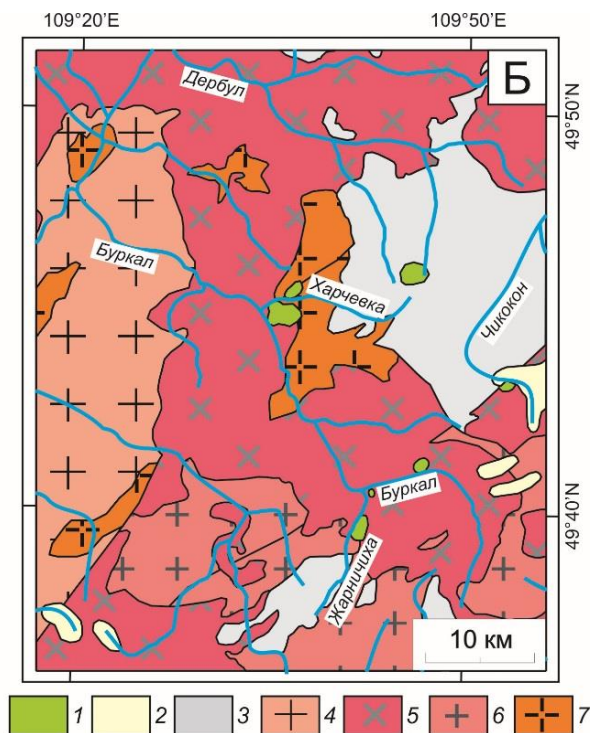 109°20'E 109°50'E
Б
Дербул
49°50'N
Буркал
Харчевка
Чикокон
Буркал
49°40'N
Жарничиха
10 км
1 2 3 4 5 6 7